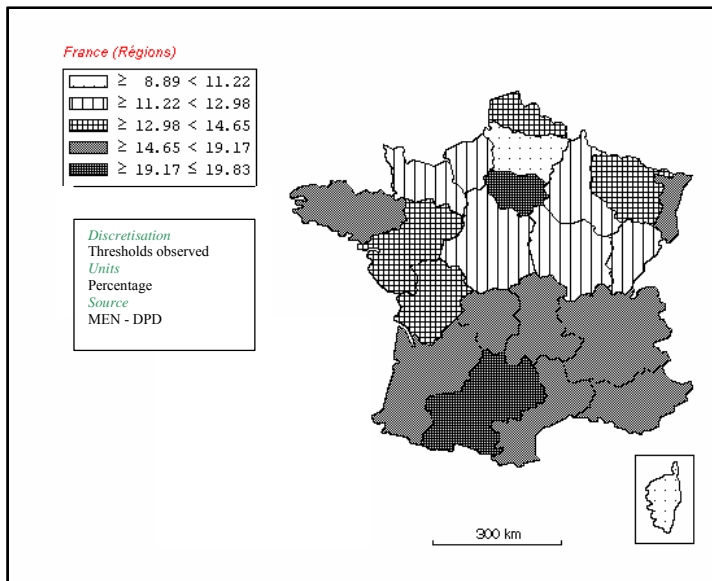 France (Régions)
≥ 8.89 < 11.22
≥ 11.22 < 12.98
≥ 12.98 < 14.65
≥ 14.65 < 19.17
≥ 19.17 ≤ 19.83
Discretisation
Thresholds observed
Units
Percentage
Source
MEN - DPD
300 km